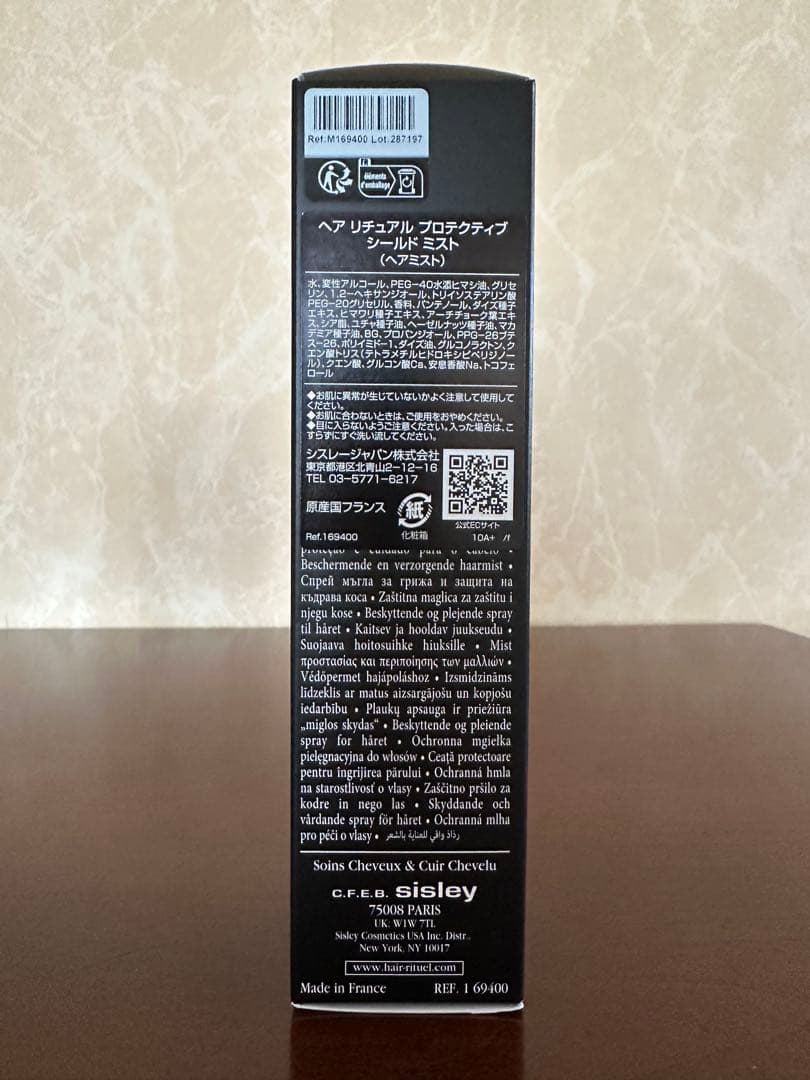 Ref:M169400 Lot:287197
FR
éléments
d'emballage
ヘア リチュアル プロテクティブ
シールド ミスト
(ヘアミスト)
水、変性アルコール、PEG-40水添ヒマシ油、グリセ
リン、1,2-ヘキサンジオール、トリイソステアリン酸
PEG-20グリセリル、香料、パンテノール、ダイズ種子
エキス、ヒマワリ種子エキス、アーチチョーク葉エキ
ス、シア脂、ユチャ種子油、ヘーゼルナッツ種子油、マカ
デミア種子油、BG、プロパンジオール、PPG-26ブテ
ス-26、ポリイミド-1、ダイズ油、グルコノラクトン、ク
エン酸トリス(テトラメチルヒドロキシピペリジノー
ル)、クエン酸、グルコン酸Ca、安息香酸Na、トコフェ
ロール
◆お肌に異常が生じていないかよく注意して使用して
ください。
◆お肌に合わないときは、ご使用をおやめください。
◆目に入らないようご注意ください。入った場合は、こ
すらずにすぐ洗い流してください。
シスレージャパン株式会社
東京都港区北青山2-12-16
TEL 03-5771-6217
原産国フランス
紙
化粧箱
公式ECサイト
Ref.169400
10A+ /f
proteção e cuidado para o cabelo •
Beschermende en verzorgende haarmist •
Спрей мъгла за грижа и защита на
къдрава коса • Zaštitna maglica za zaštitu i
njegu kose • Beskyttende og plejende spray
til håret • Kaitsev ja hooldav juukseudu •
Suojaava hoitosuihke hiuksille • Mist
προστασίας και περιποίησης των μαλλιών •
Védőpermet hajápoláshoz • Izsmidzināms
līdzeklis ar matus aizsargājošu un kopjošu
iedarbību • Plaukų apsauga ir priežiūra
„miglos skydas“ • Beskyttende og pleiende
spray for håret • Ochronna mgiełka
pielęgnacyjna do włosów • Ceață protectoare
pentru îngrijirea părului • Ochranná hmla
na starostlivosť o vlasy • Zaščitno pršilo za
kodre in nego las • Skyddande och
vårdande spray för håret • Ochranná mlha
pro péči o vlasy • رذاذ واقي للعناية بالشعر
Soins Cheveux & Cuir Chevelu
C.F.E.B. sisley
75008 PARIS
UK. W1W 7TL
Sisley Cosmetics USA Inc. Distr.,
New York, NY 10017
www.hair-rituel.com
Made in France REF. 1 69400